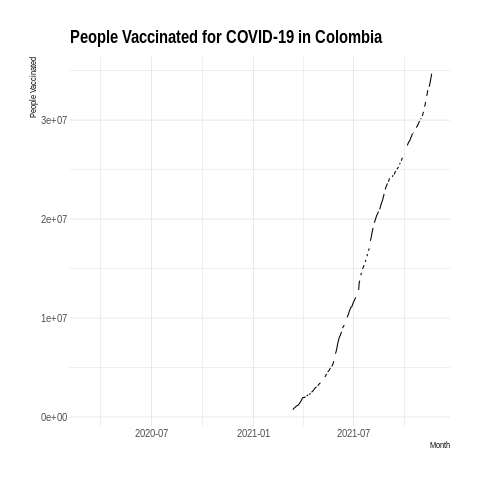 People Vaccinated for COVID-19 in Colombia
People Vaccinated
3e+07
2e+07
1e+07
0e+00
2020-07 2021-01 2021-07
Month